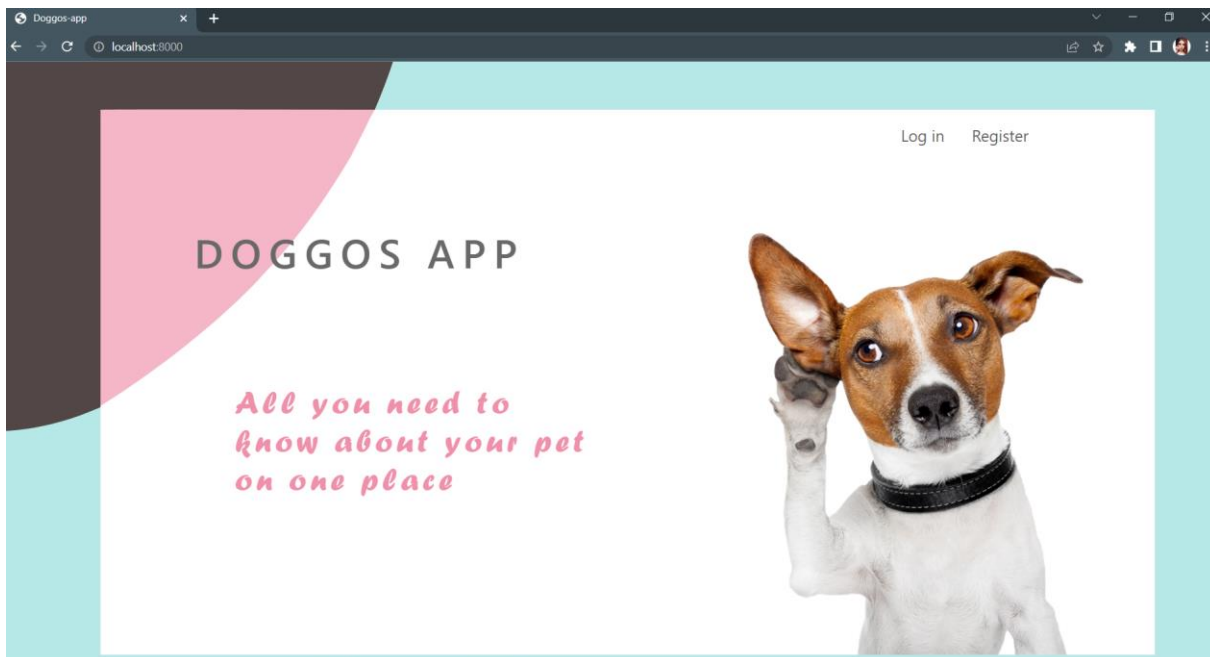 Doggos-app
localhost:8000
Log in Register
DOGGOS APP
All you need to
know about your pet
on one place